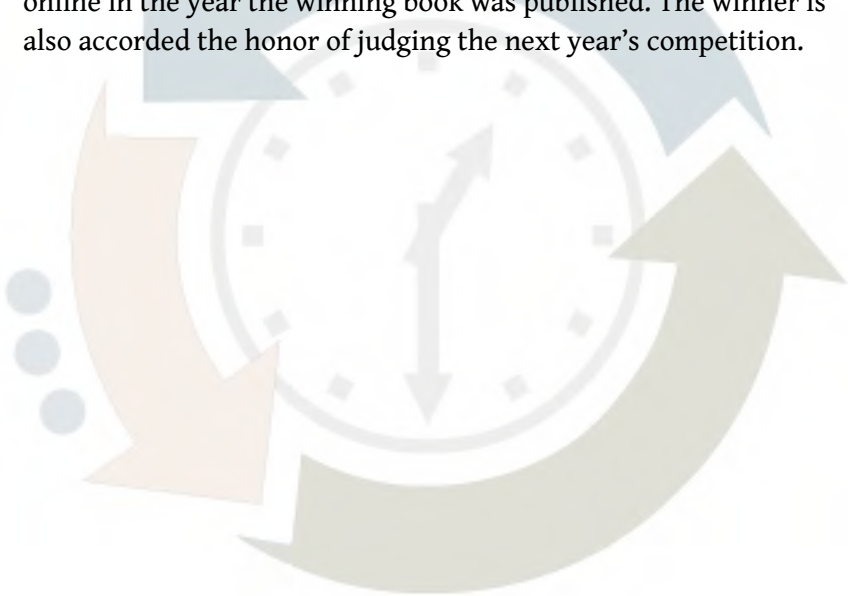 online in the year the winning book was published. The winner is
also accorded the honor of judging the next year’s competition.